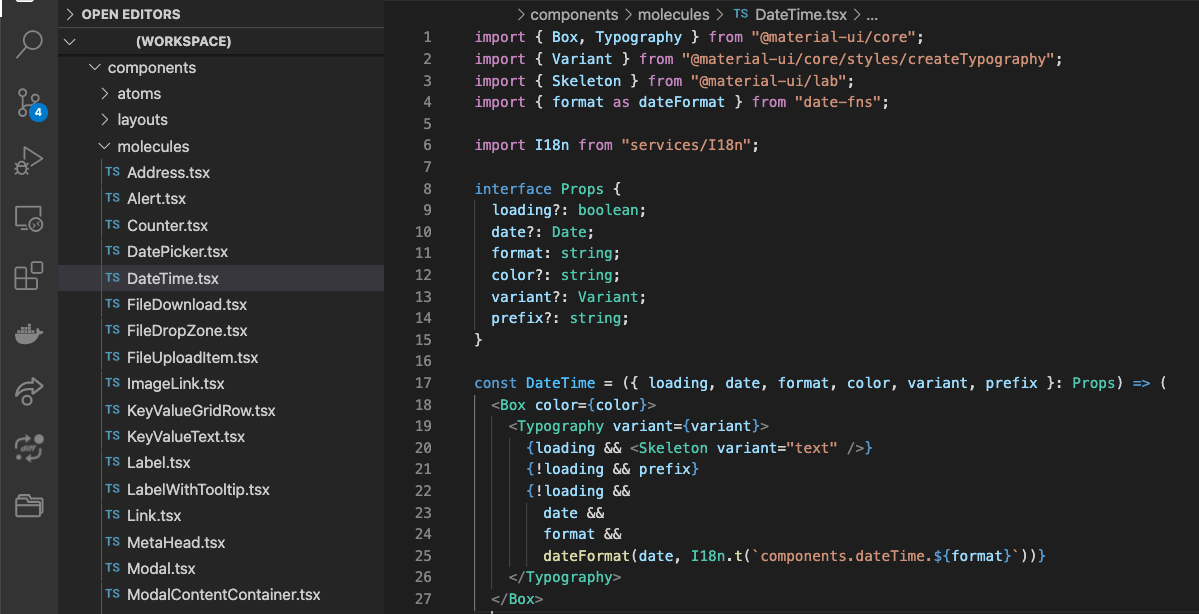 OPEN EDITORS
(WORKSPACE)
components
atoms
layouts
molecules
TS Address.tsx
TS Alert.tsx
TS Counter.tsx
TS DatePicker.tsx
TS DateTime.tsx
TS FileDownload.tsx
TS FileDropZone.tsx
TS FileUploadItem.tsx
TS ImageLink.tsx
TS KeyValueGridRow.tsx
TS KeyValueText.tsx
TS Label.tsx
TS LabelWithTooltip.tsx
TS Link.tsx
TS MetaHead.tsx
TS Modal.tsx
TS ModalContentContainer.tsx
4
diff
> components > molecules > TS DateTime.tsx > ...
1 import { Box, Typography } from "@material-ui/core";
2 import { Variant } from "@material-ui/core/styles/createTypography";
3 import { Skeleton } from "@material-ui/lab";
4 import { format as dateFormat } from "date-fns";
5
6 import I18n from "services/I18n";
7
8 interface Props {
9 loading?: boolean;
10 date?: Date;
11 format: string;
12 color?: string;
13 variant?: Variant;
14 prefix?: string;
15 }
16
17 const DateTime = ({ loading, date, format, color, variant, prefix }: Props) => (
18 <Box color={color}>
19 <Typography variant={variant}>
20 {loading && <Skeleton variant="text" />}
21 {!loading && prefix}
22 {!loading &&
23 date &&
24 format &&
25 dateFormat(date, I18n.t(`components.dateTime.${format}`))}
26 </Typography>
27 </Box>